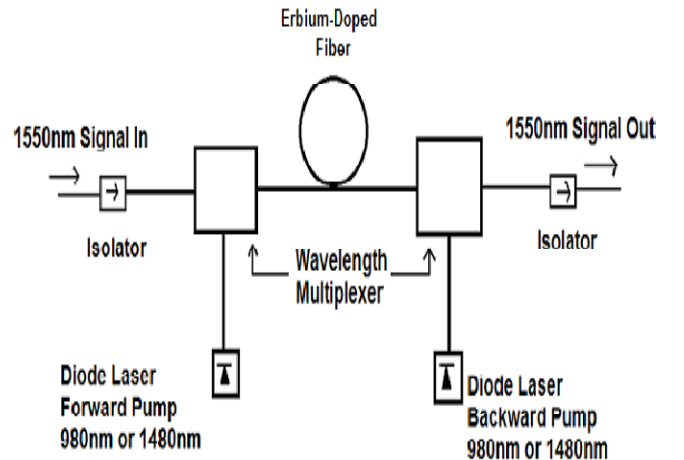 Erbium-Doped
Fiber
1550nm Signal In
1550nm Signal Out
Isolator
Isolator
Wavelength
Multiplexer
Diode Laser
Forward Pump
980nm or 1480nm
Diode Laser
Backward Pump
980nm or 1480nm